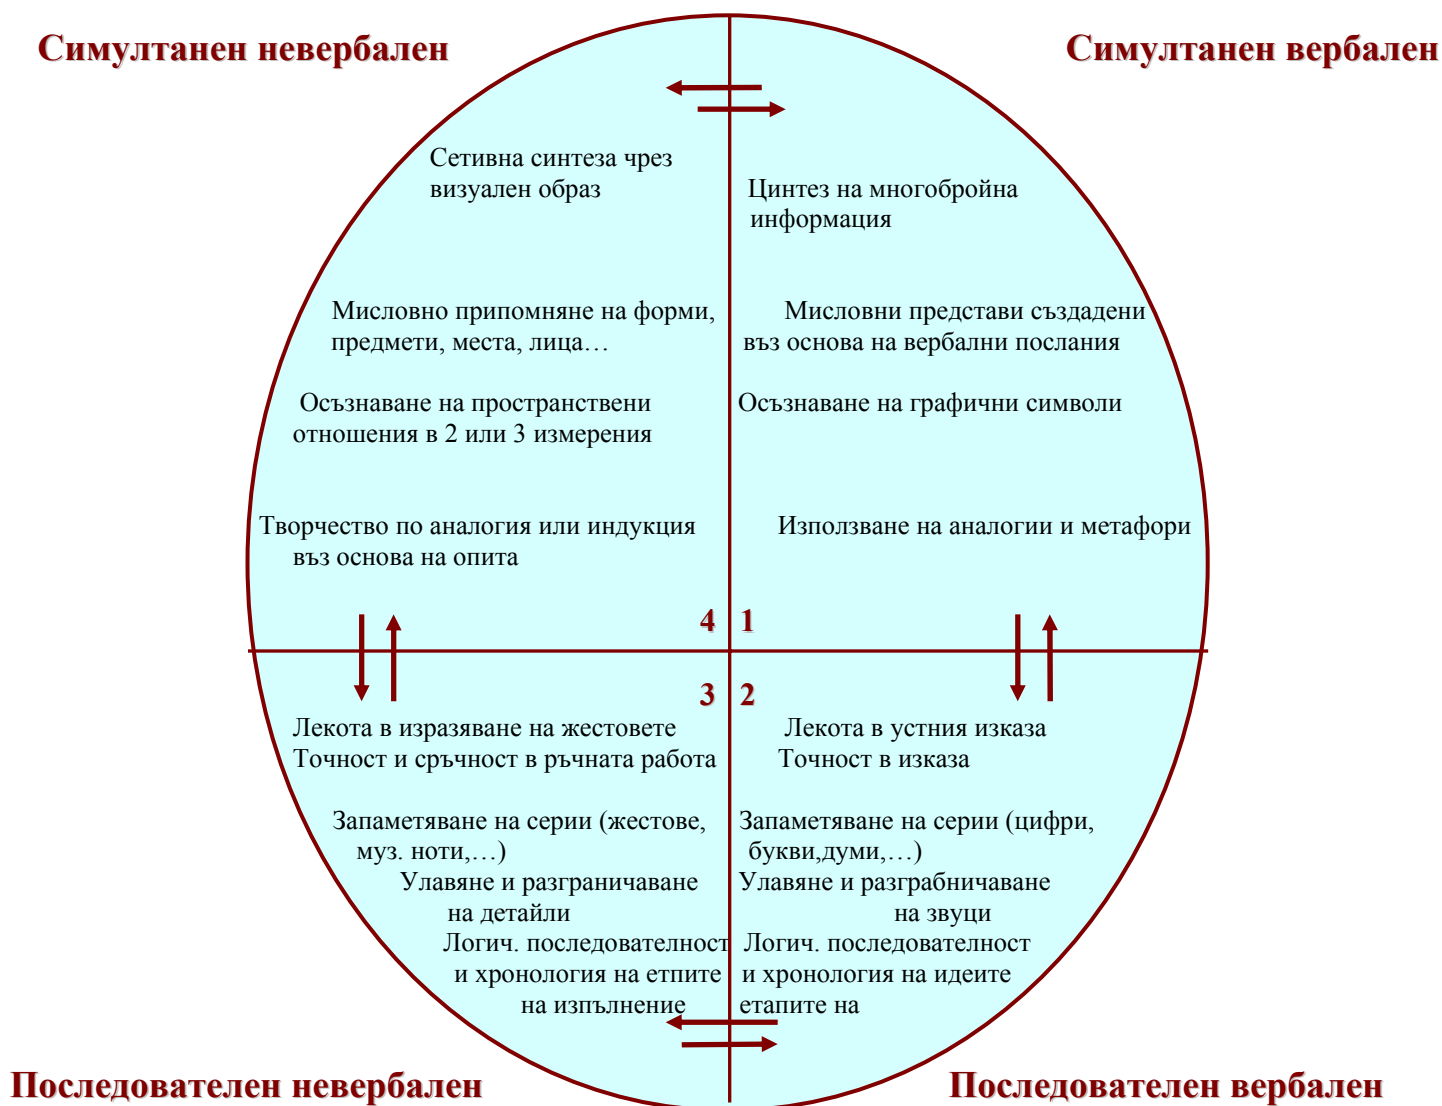 Симултанен невербален
Симултанен вербален
Сетивна синтеза чрез
визуален образ
Цинтез на многобройна
информация
Мисловно припомняне на форми,
предмети, места, лица…
Мисловни представи създадени
въз основа на вербални послания
Осъзнаване на пространствени
отношения в 2 или 3 измерения
Осъзнаване на графични символи
Творчество по аналогия или индукция
въз основа на опита
Използване на аналогии и метафори
4 1
3 2
Лекота в изразяване на жестовете
Точност и сръчност в ръчната работа
Лекота в устния изказа
Точност в изказа
Запаметяване на серии (жестове,
муз. ноти,…)
Улавяне и разграничаване
на детайли
Логич. последователност
и хронология на етпите
на изпълнение
Запаметяване на серии (цифри,
букви,думи,…)
Улавяне и разграбничаване
на звуци
Логич. последователност
и хронология на идеите
етапите на
Последователен невербален
Последователен вербален